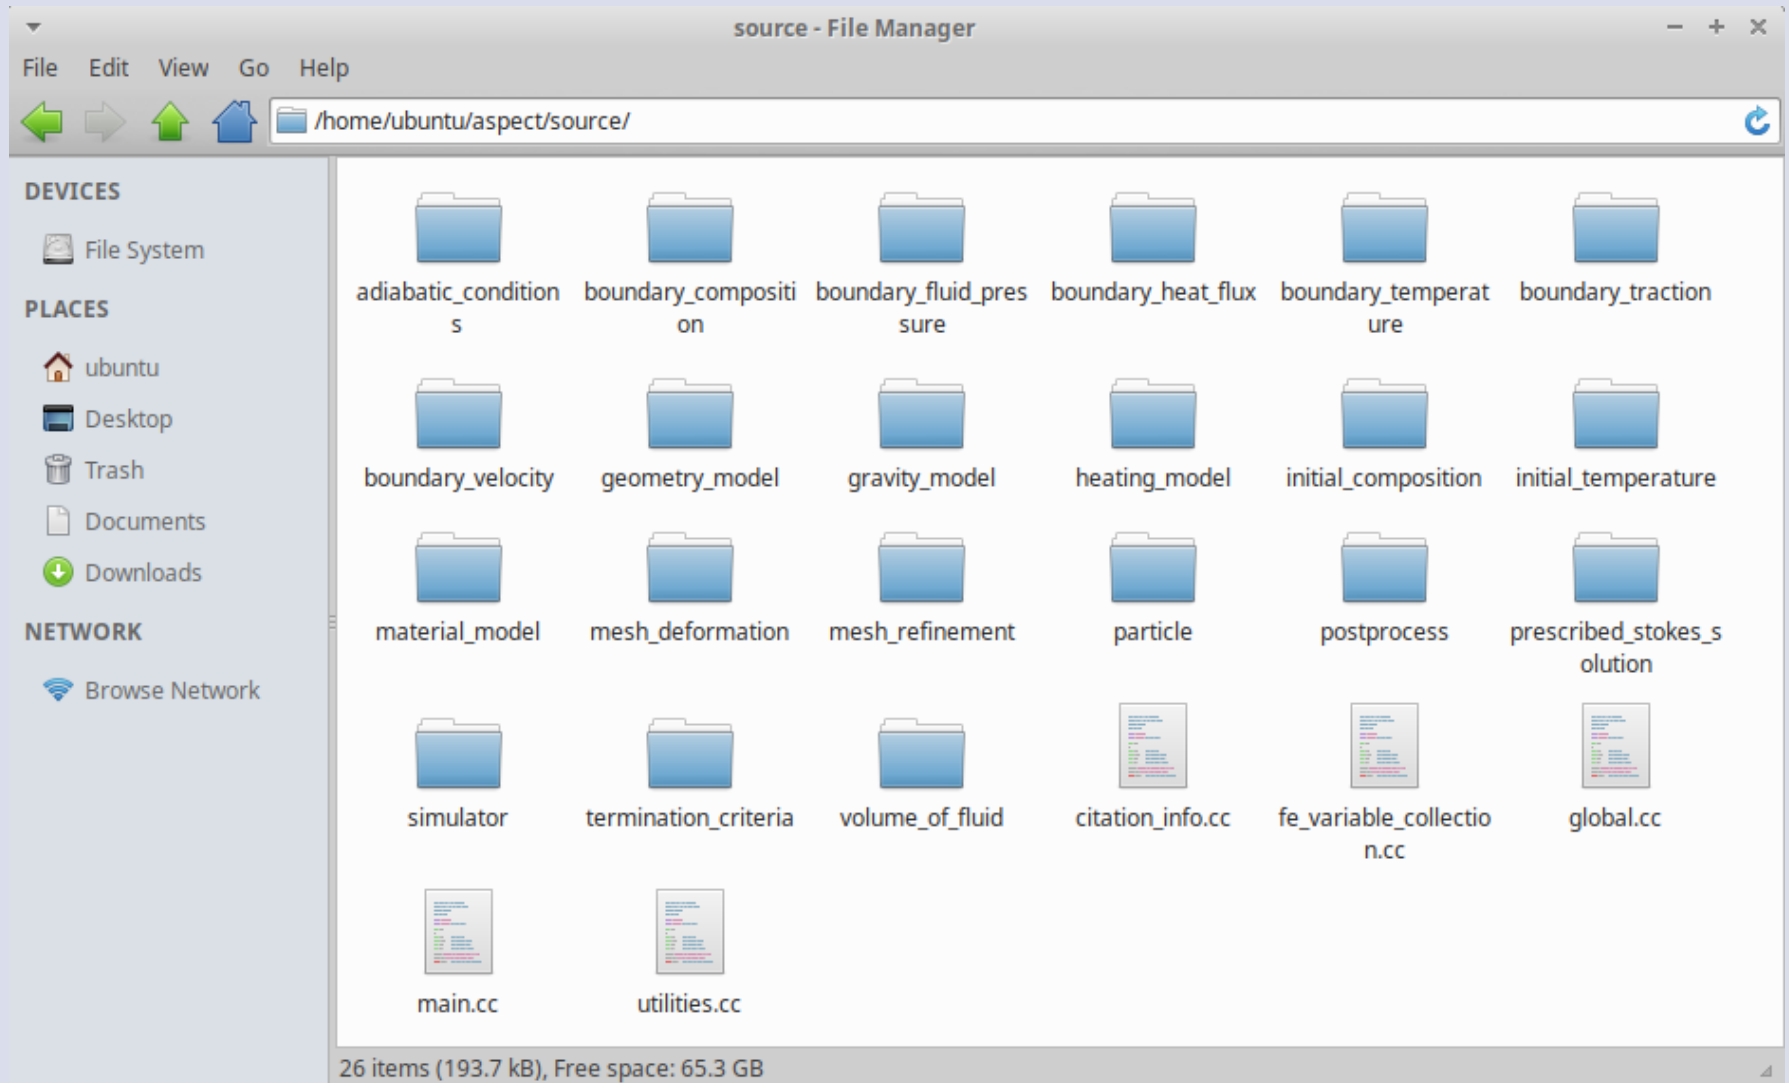 source - File Manager
File Edit View Go Help
/home/ubuntu/aspect/source/
DEVICES
File System
PLACES
ubuntu
Desktop
Trash
Documents
Downloads
NETWORK
Browse Network
adiabatic_condition
s
boundary_compositi
on
boundary_fluid_pres
sure
boundary_heat_flux
boundary_temperat
ure
boundary_traction
boundary_velocity
geometry_model
gravity_model
heating_model
initial_composition
initial_temperature
material_model
mesh_deformation
mesh_refinement
particle
postprocess
prescribed_stokes_s
olution
simulator
termination_criteria
volume_of_fluid
citation_info.cc
fe_variable_collectio
n.cc
global.cc
main.cc
utilities.cc
26 items (193.7 kB), Free space: 65.3 GB